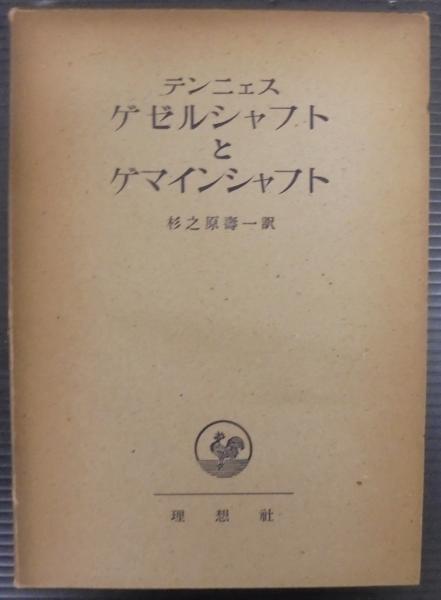 テンニェス
ゲゼルシャフト
と
ゲマインシャフト
杉之原壽一訳
理想社